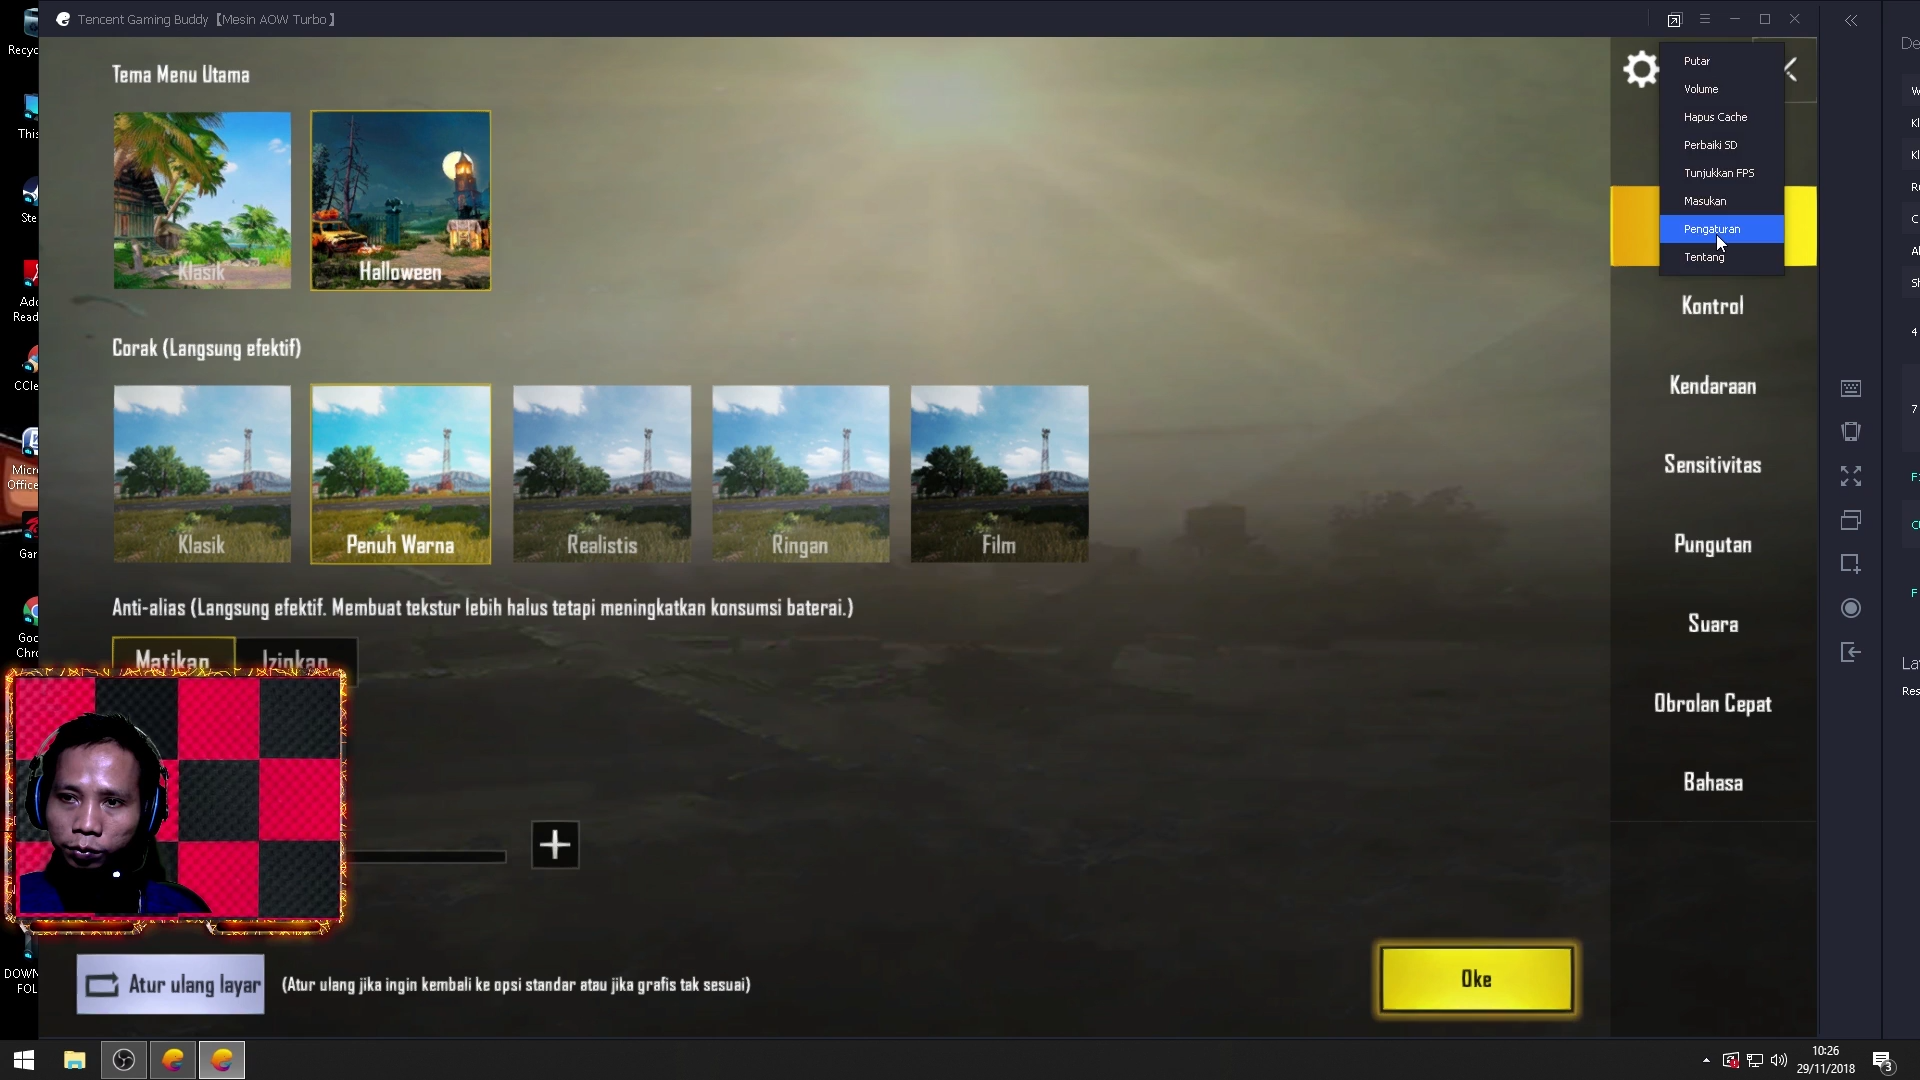 Tencent Gaming Buddy【Mesin AOW Turbo】
Tema Menu Utama
Klasik
Halloween
Corak (Langsung efektif)
Klasik
Penuh Warna
Realistis
Ringan
Film
Anti-alias (Langsung efektif. Membuat tekstur lebih halus tetapi meningkatkan konsumsi baterai.)
Matikan
Izinkan
Atur ulang layar
(Atur ulang jika ingin kembali ke opsi standar atau jika grafis tak sesuai)
Oke
Putar
Volume
Hapus Cache
Perbaiki SD
Tunjukkan FPS
Masukan
Pengaturan
Tentang
Kontrol
Kendaraan
Sensitivitas
Pungutan
Suara
Obrolan Cepat
Bahasa
10:26
29/11/2018
3